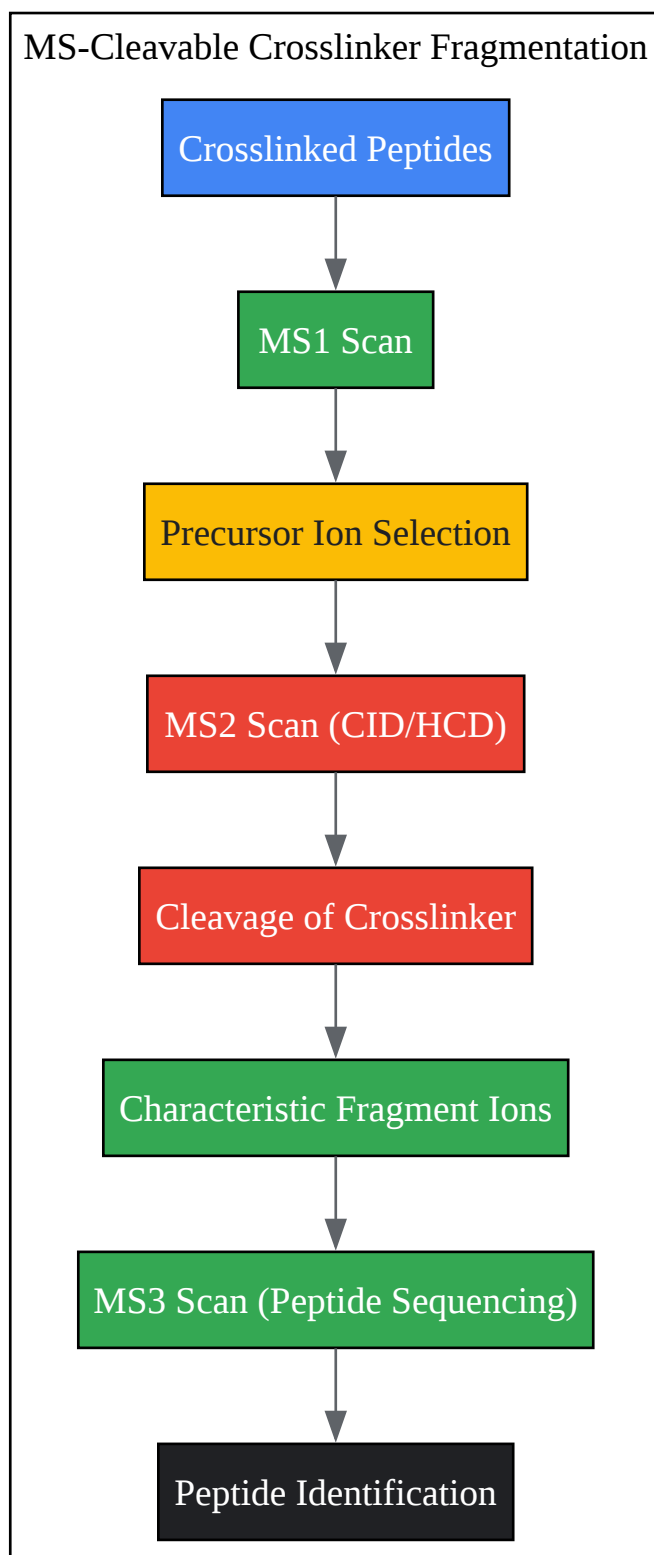 MS-Cleavable Crosslinker Fragmentation
Crosslinked Peptides
MS1 Scan
Precursor Ion Selection
MS2 Scan (CID/HCD)
Cleavage of Crosslinker
Characteristic Fragment Ions
MS3 Scan (Peptide Sequencing)
Peptide Identification